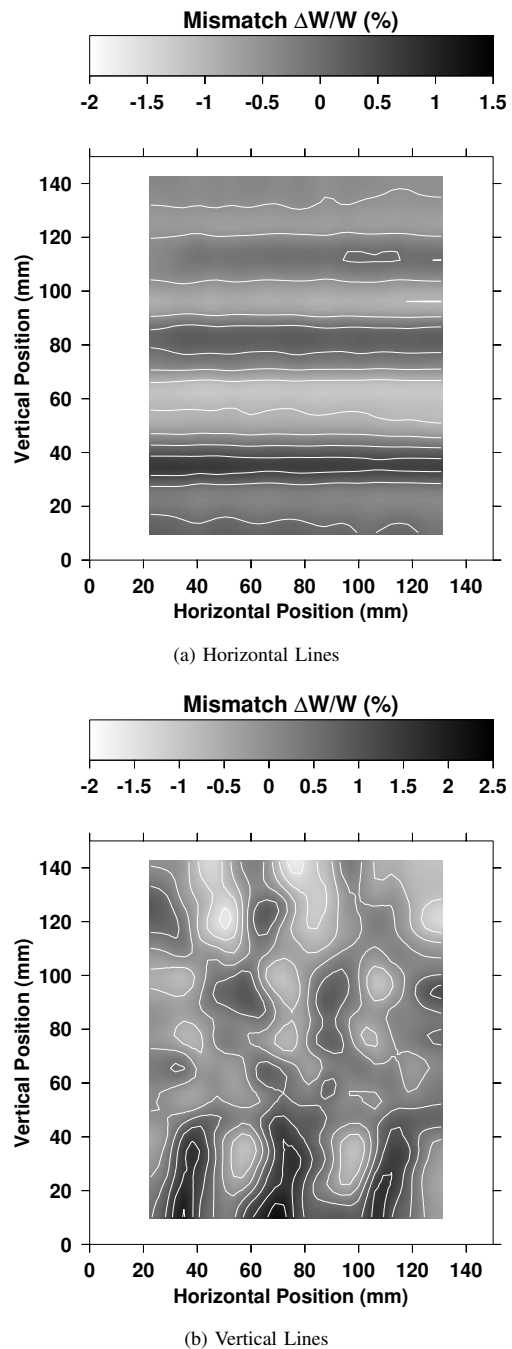 Mismatch ΔW/W (%)
-2 -1.5 -1 -0.5 0 0.5 1 1.5
Vertical Position (mm)
140
120
100
80
60
40
20
0
0 20 40 60 80 100 120 140
Horizontal Position (mm)
(a) Horizontal Lines
Mismatch ΔW/W (%)
-2 -1.5 -1 -0.5 0 0.5 1 1.5 2 2.5
Vertical Position (mm)
140
120
100
80
60
40
20
0
0 20 40 60 80 100 120 140
Horizontal Position (mm)
(b) Vertical Lines